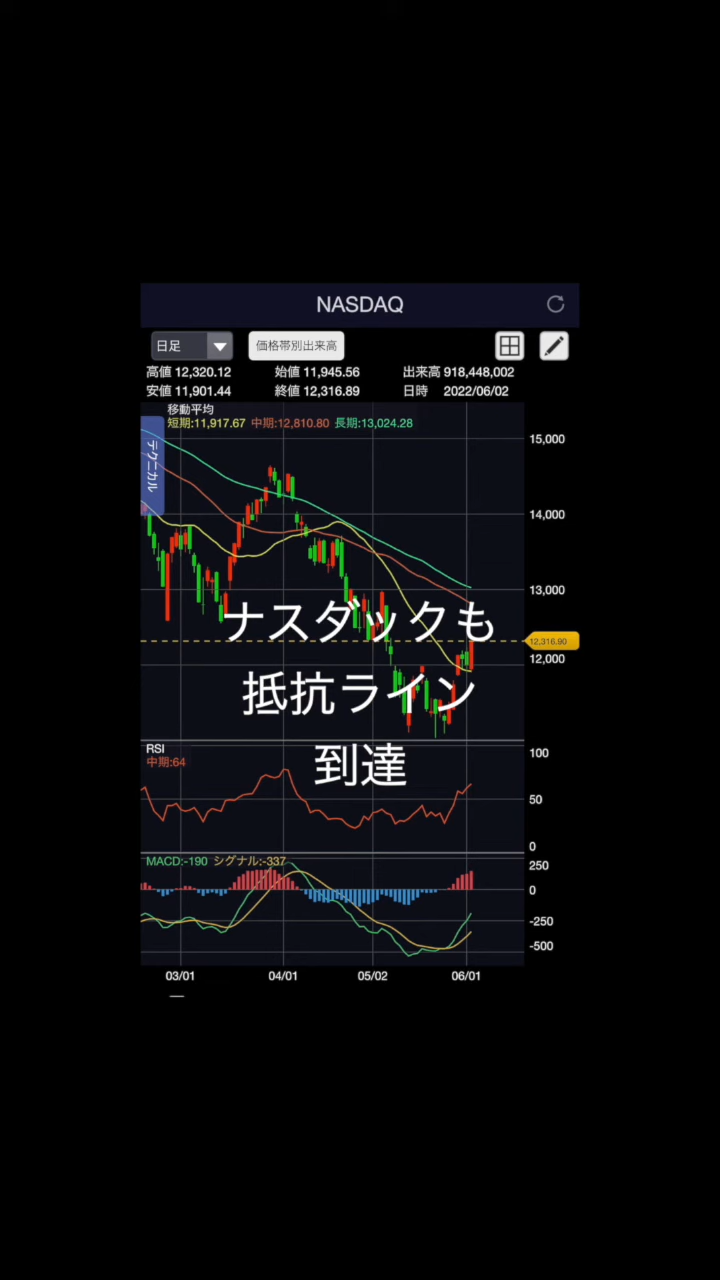 NASDAQ
日足
価格帯別出来高
高値 12,320.12 始値 11,945.56 出来高 918,448,002
安値 11,901.44 終値 12,316.89 日時 2022/06/02
移動平均
短期:11,917.67 中期:12,810.80 長期:13,024.28
テクニカル
15,000
14,000
13,000
ナスダックも
12,316.90
12,000
抵抗ライン
到達
RSI
中期:64
100
50
0
MACD:-190 シグナル:-337
250
0
-250
-500
03/01 04/01 05/02 06/01